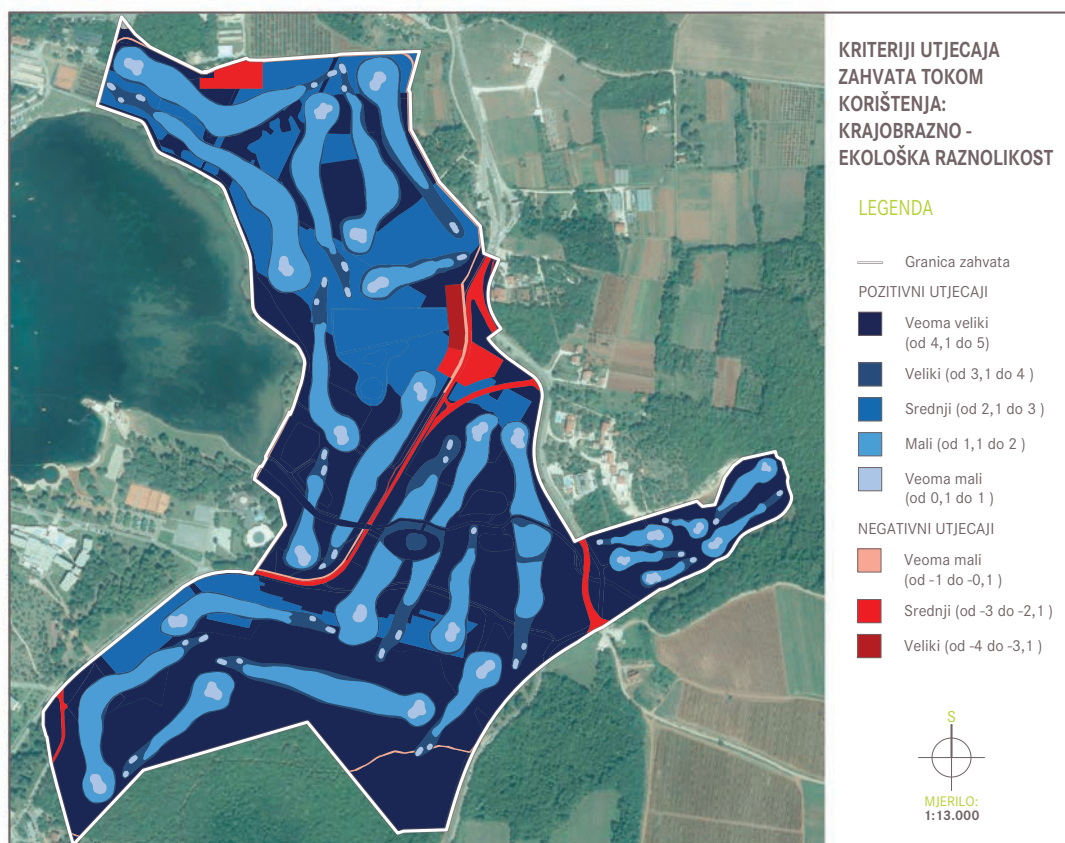 KRITERIJI UTJECAJA
ZAHVATA TOKOM
KORIŠTENJA:
KRAJOBRAZNO -
EKOLOŠKA RAZNOLIKOST
LEGENDA
Granica zahvata
POZITIVNI UTJECAJI
Veoma veliki
(od 4,1 do 5)
Veliki (od 3,1 do 4 )
Srednji (od 2,1 do 3 )
Mali (od 1,1 do 2 )
Veoma mali
(od 0,1 do 1 )
NEGATIVNI UTJECAJI
Veoma mali
(od -1 do -0,1 )
Srednji (od -3 do -2,1 )
Veliki (od -4 do -3,1 )
S
MJERILO:
1:13.000